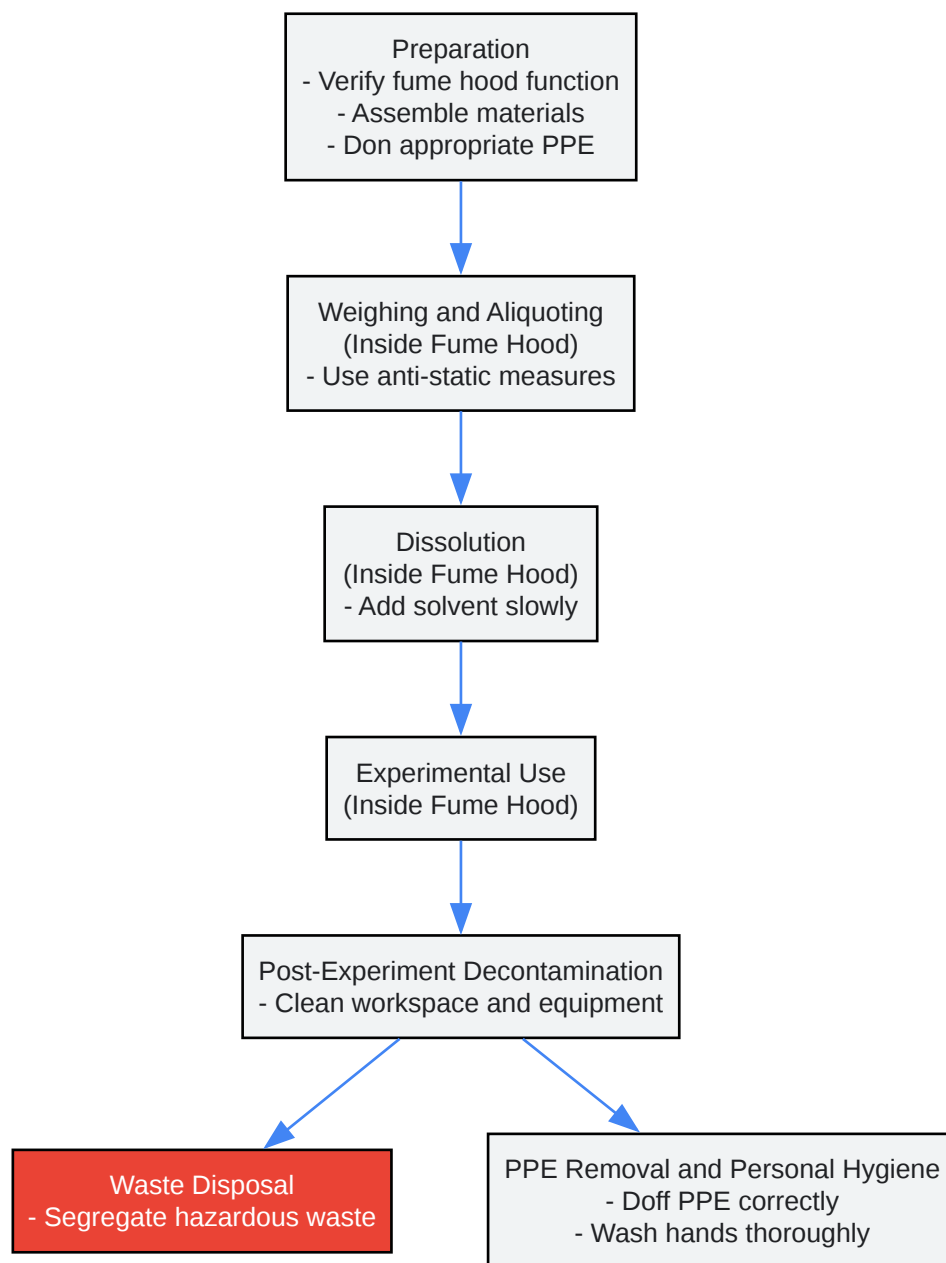 Preparation
- Verify fume hood function
- Assemble materials
- Don appropriate PPE
Weighing and Aliquoting
(Inside Fume Hood)
- Use anti-static measures
Dissolution
(Inside Fume Hood)
- Add solvent slowly
Experimental Use
(Inside Fume Hood)
Post-Experiment Decontamination
- Clean workspace and equipment
Waste Disposal
- Segregate hazardous waste
PPE Removal and Personal Hygiene
- Doff PPE correctly
- Wash hands thoroughly